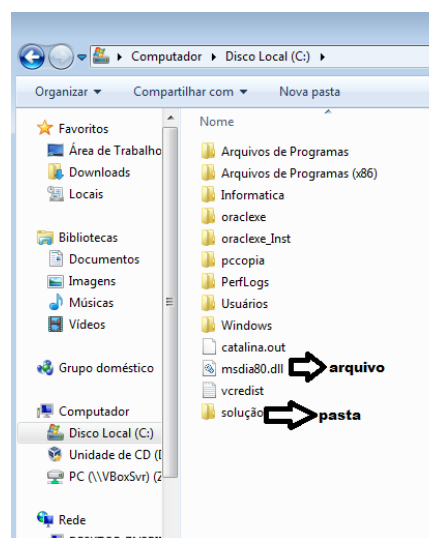 Computador Disco Local (C:)
Organizar Compartilhar com Nova pasta
Favoritos
Área de Trabalho
Downloads
Locais
Bibliotecas
Documentos
Imagens
Músicas
Vídeos
Grupo doméstico
Computador
Disco Local (C:)
Unidade de CD (
PC (\\VBoxSvr) (Z
Rede
Nome
Arquivos de Programas
Arquivos de Programas (x86)
Informatica
oraclexe
oraclexe_Inst
pccopia
PerfLogs
Usuários
Windows
catalina.out
msdia80.dll arquivo
vcredist
solução pasta